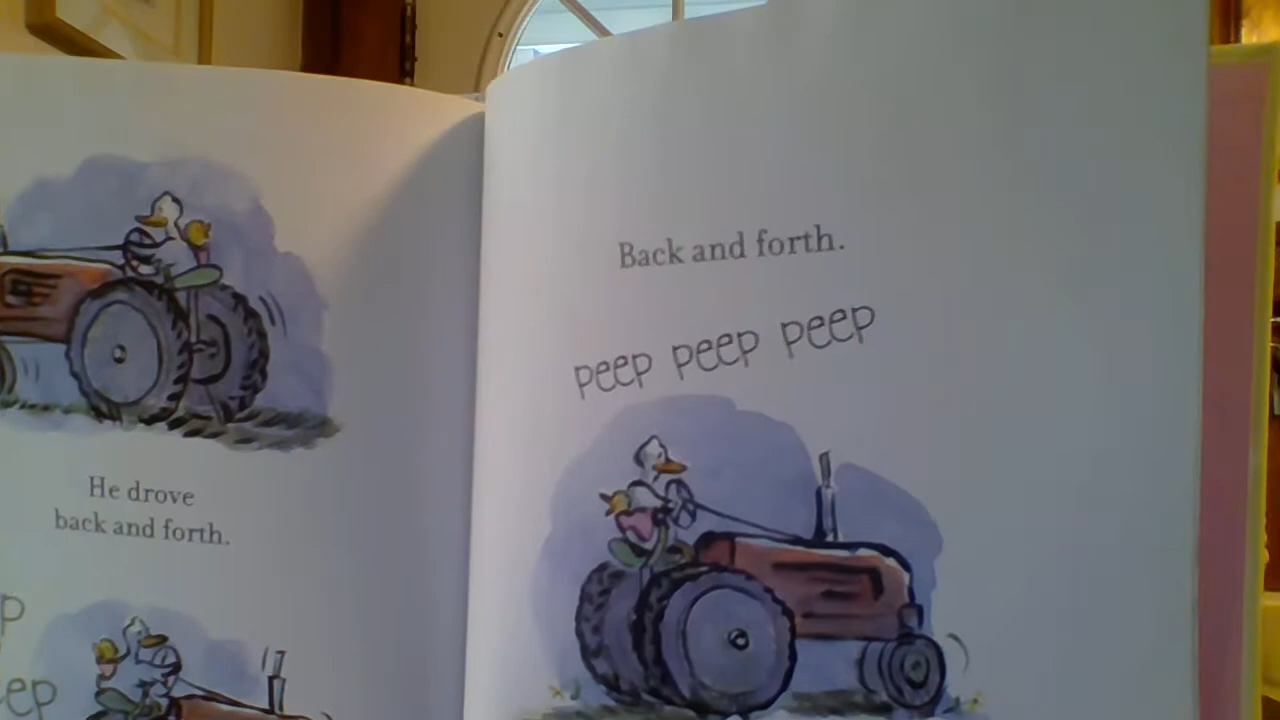 He drove
back and forth.
Back and forth.
peep peep peep